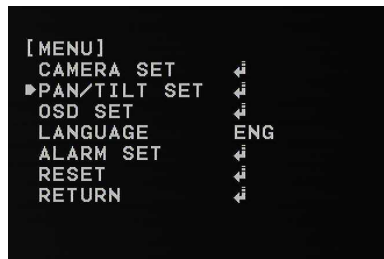 [MENU]
CAMERA SET ↲
PAN/TILT SET ↲
OSD SET ↲
LANGUAGE ENG
ALARM SET ↲
RESET ↲
RETURN ↲